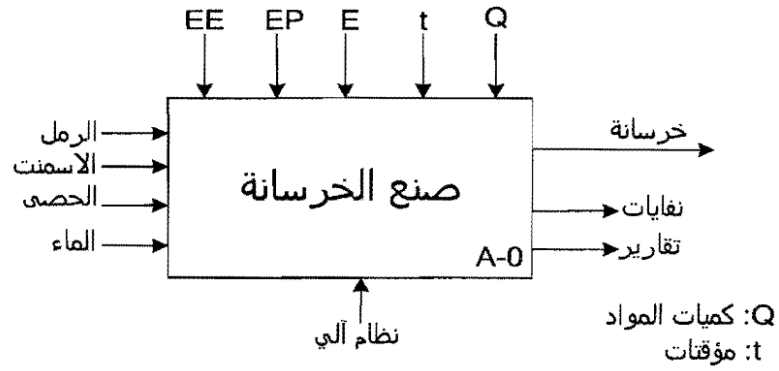 EE EP E t Q
الرمل
الاسمنت
الحصى
الماء
صنع الخرسانة
A-0
خرسانة
نفايات
تقارير
نظام آلي
Q: كميات المواد
t: مؤقتات